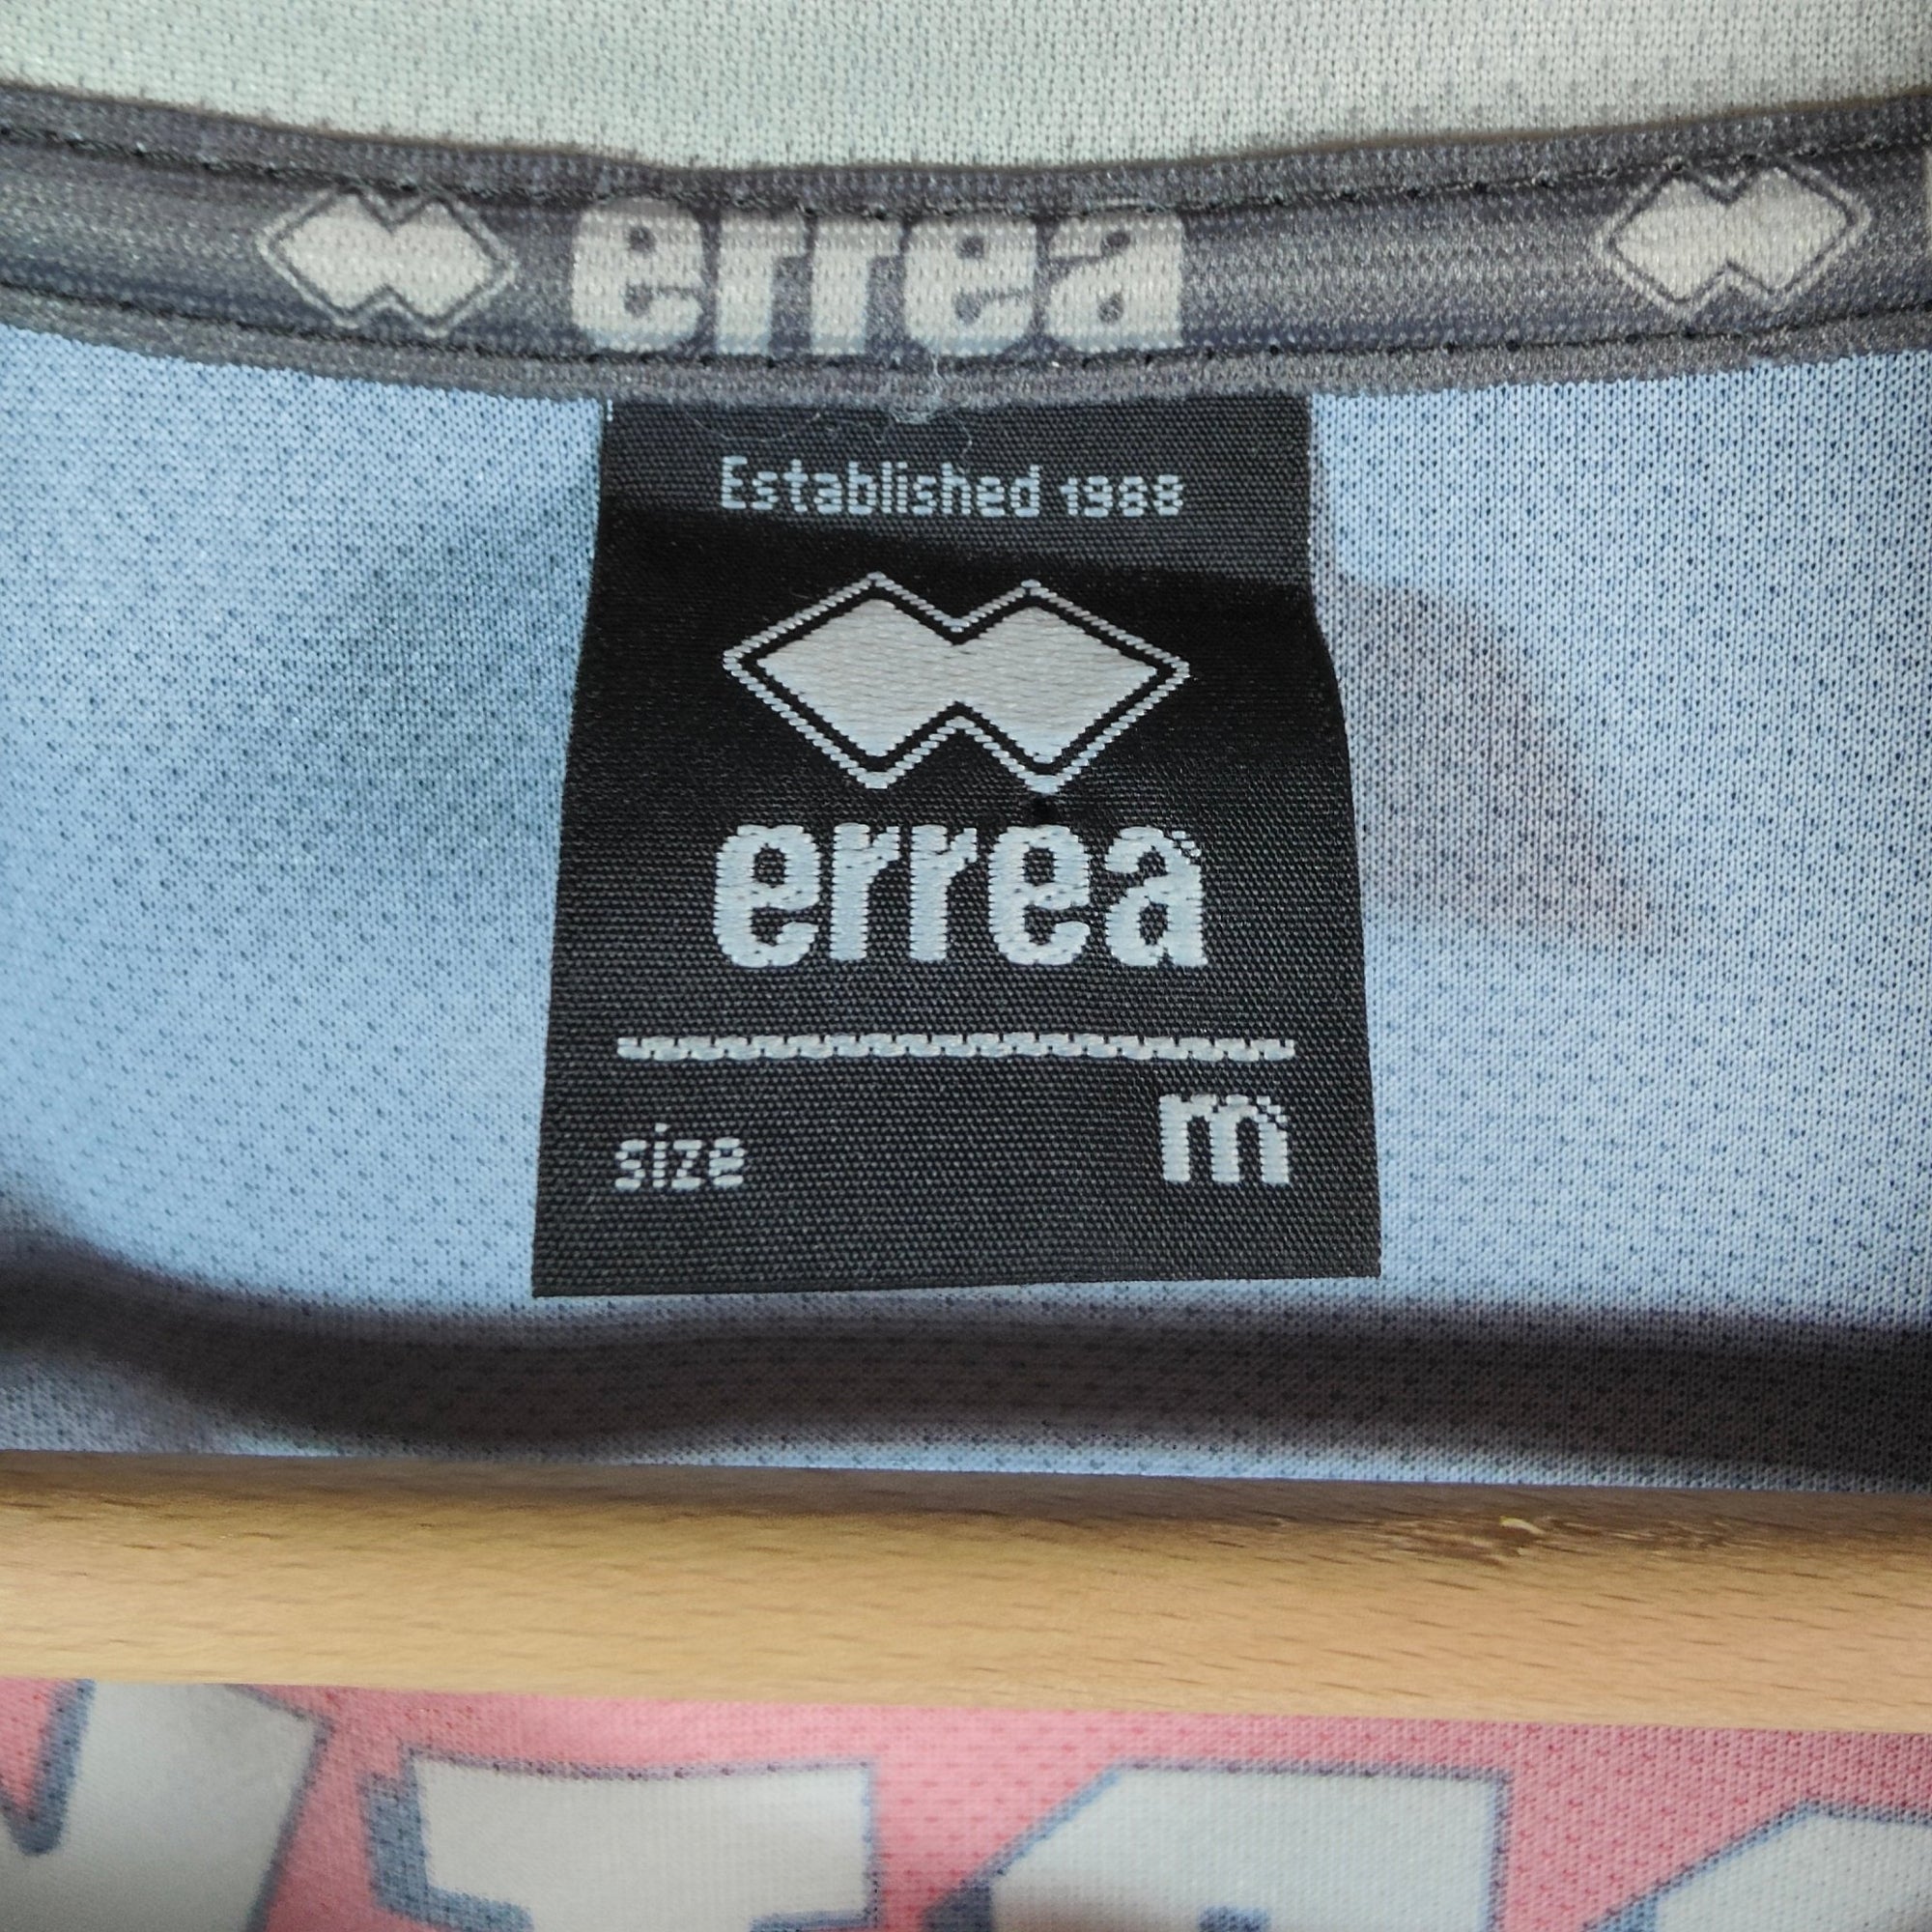 errea
Established 1988
errea
size m